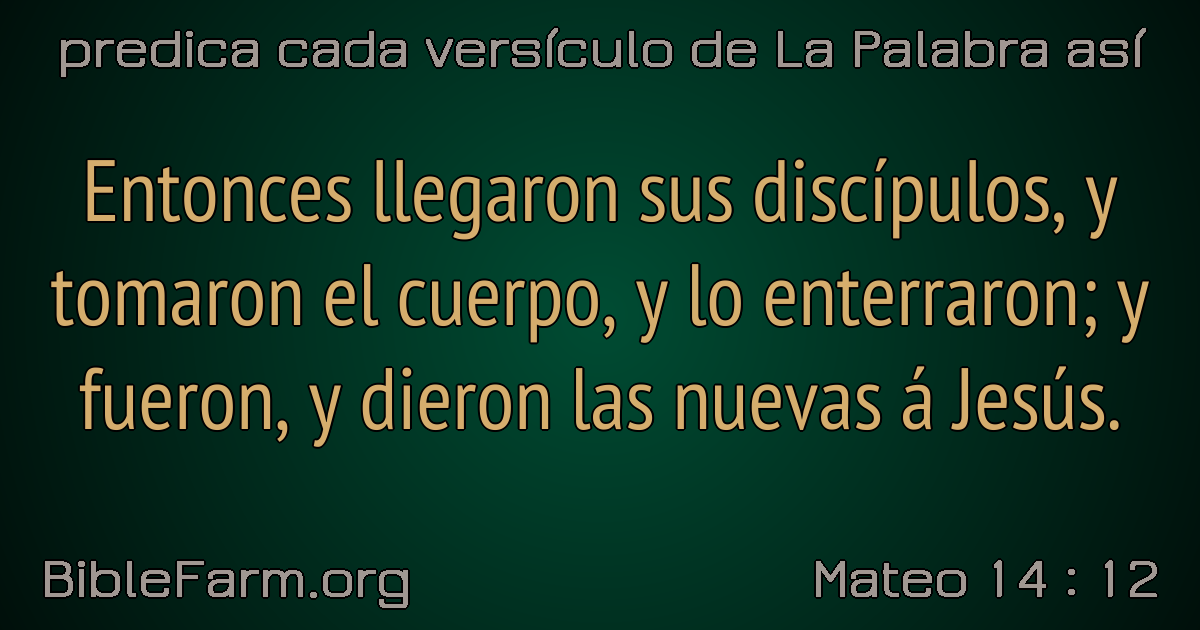 predica cada versículo de La Palabra así
Entonces llegaron sus discípulos, y
tomaron el cuerpo, y lo enterraron; y
fueron, y dieron las nuevas á Jesús.
BibleFarm.org
Mateo 14 : 12